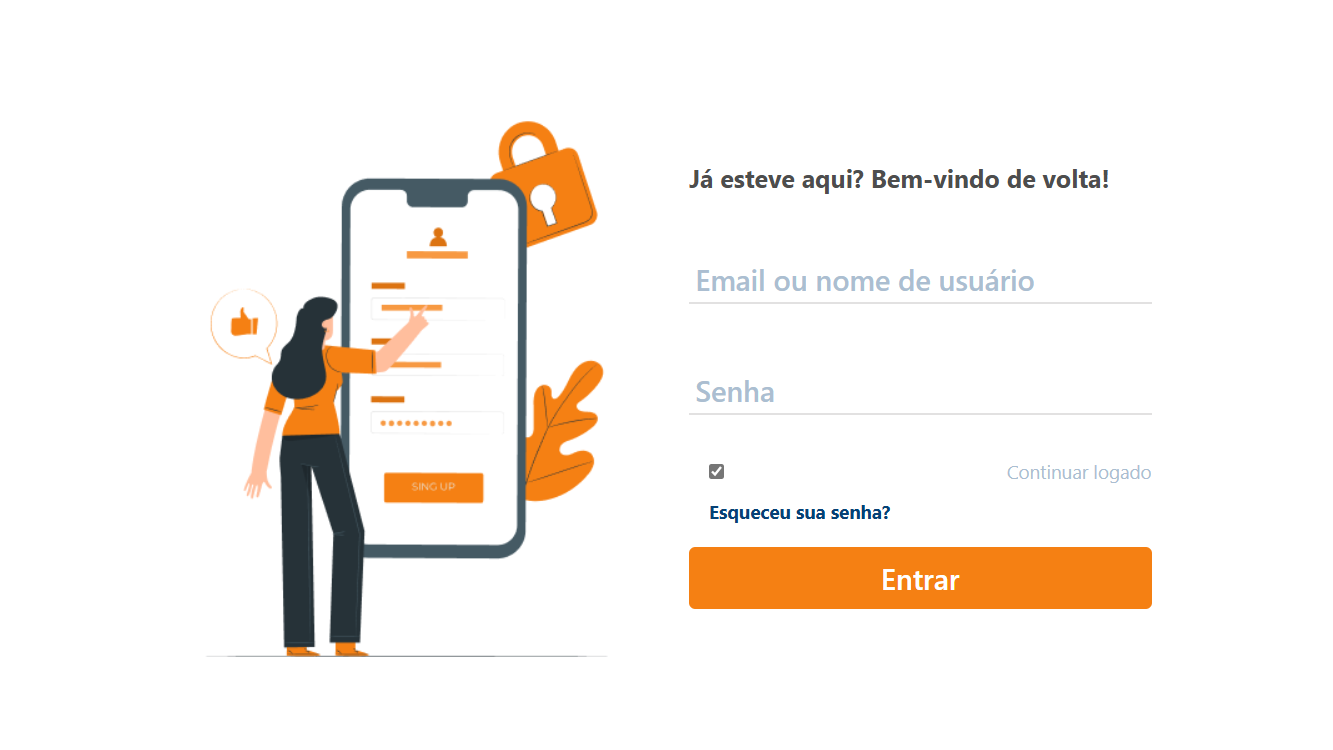 Já esteve aqui? Bem-vindo de volta!
Email ou nome de usuário
Senha
Continuar logado
Esqueceu sua senha?
Entrar
SING UP